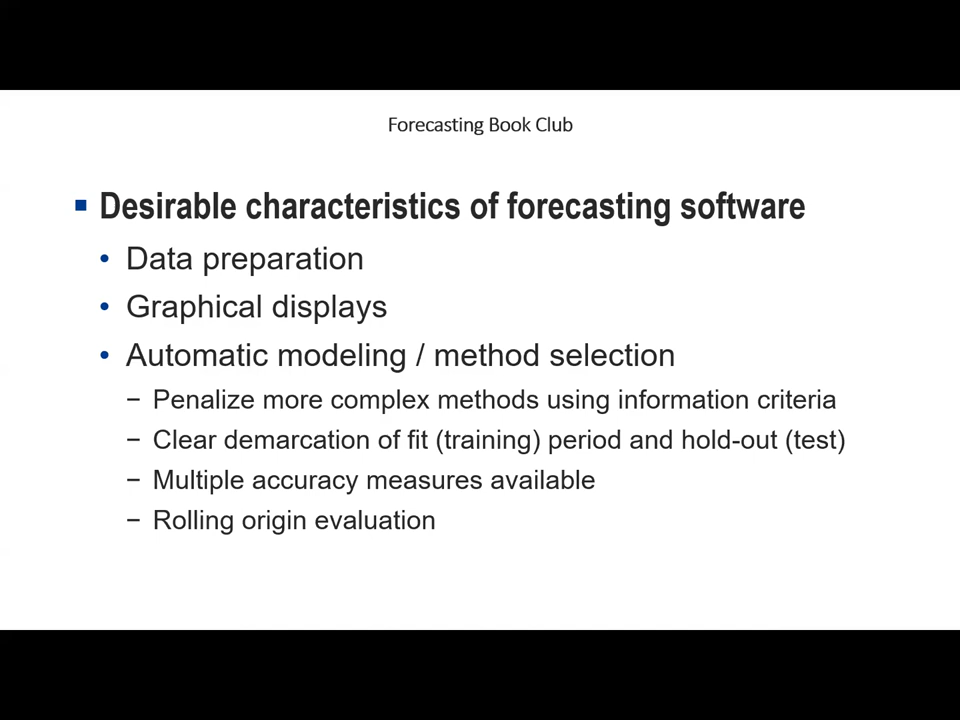 Forecasting Book Club
▪ Desirable characteristics of forecasting software
• Data preparation
• Graphical displays
• Automatic modeling / method selection
− Penalize more complex methods using information criteria
− Clear demarcation of fit (training) period and hold-out (test)
− Multiple accuracy measures available
− Rolling origin evaluation